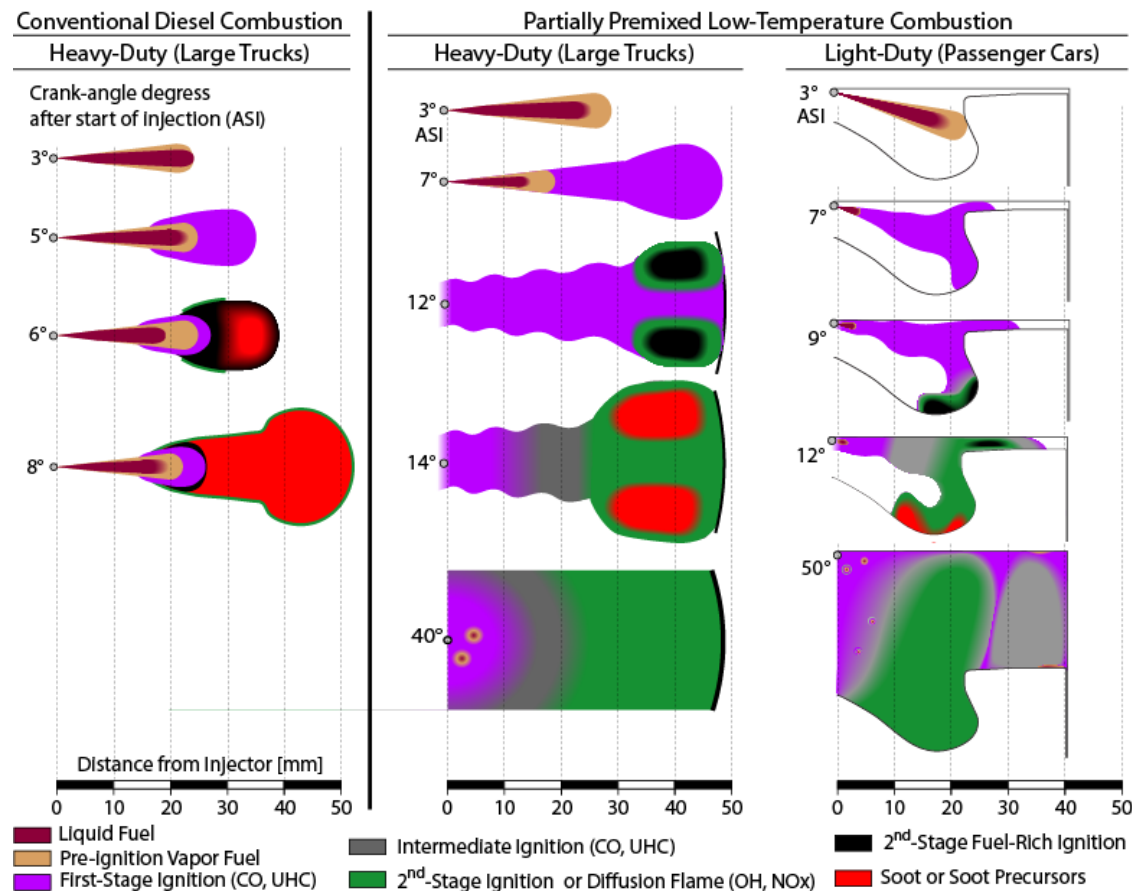 Conventional Diesel Combustion
Heavy-Duty (Large Trucks)
Crank-angle degress
after start of injection (ASI)
3°
5°
6°
8°
Distance from Injector [mm]
0 10 20 30 40 50
Partially Premixed Low-Temperature Combustion
Heavy-Duty (Large Trucks)
3°
ASI
7°
12°
14°
40°
0 10 20 30 40 50
Light-Duty (Passenger Cars)
3°
ASI
7°
9°
12°
50°
0 10 20 30 40 50
Liquid Fuel
Pre-Ignition Vapor Fuel
First-Stage Ignition (CO, UHC)
Intermediate Ignition (CO, UHC)
2nd-Stage Ignition or Diffusion Flame (OH, NOx)
2nd-Stage Fuel-Rich Ignition
Soot or Soot Precursors